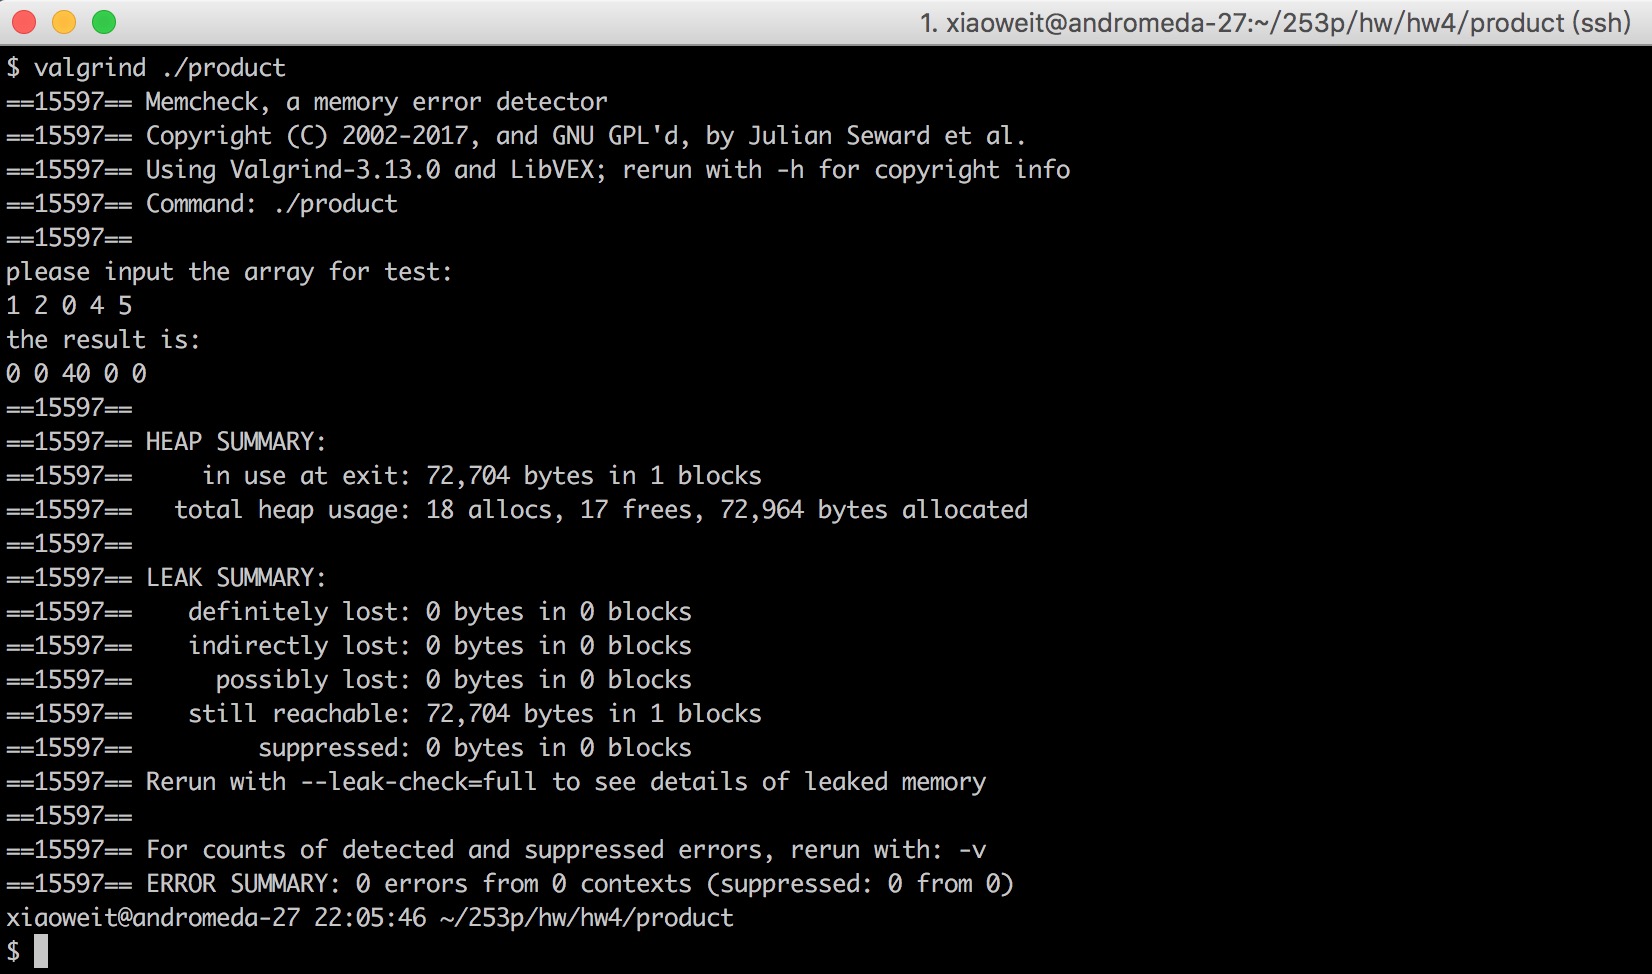 1. xiaoweit@andromeda-27:~/253p/hw/hw4/product (ssh)
$ valgrind ./product
==15597== Memcheck, a memory error detector
==15597== Copyright (C) 2002-2017, and GNU GPL'd, by Julian Seward et al.
==15597== Using Valgrind-3.13.0 and LibVEX; rerun with -h for copyright info
==15597== Command: ./product
==15597==
please input the array for test:
1 2 0 4 5
the result is:
0 0 40 0 0
==15597==
==15597== HEAP SUMMARY:
==15597==     in use at exit: 72,704 bytes in 1 blocks
==15597==   total heap usage: 18 allocs, 17 frees, 72,964 bytes allocated
==15597==
==15597== LEAK SUMMARY:
==15597==    definitely lost: 0 bytes in 0 blocks
==15597==    indirectly lost: 0 bytes in 0 blocks
==15597==      possibly lost: 0 bytes in 0 blocks
==15597==    still reachable: 72,704 bytes in 1 blocks
==15597==         suppressed: 0 bytes in 0 blocks
==15597== Rerun with --leak-check=full to see details of leaked memory
==15597==
==15597== For counts of detected and suppressed errors, rerun with: -v
==15597== ERROR SUMMARY: 0 errors from 0 contexts (suppressed: 0 from 0)
xiaoweit@andromeda-27 22:05:46 ~/253p/hw/hw4/product
$